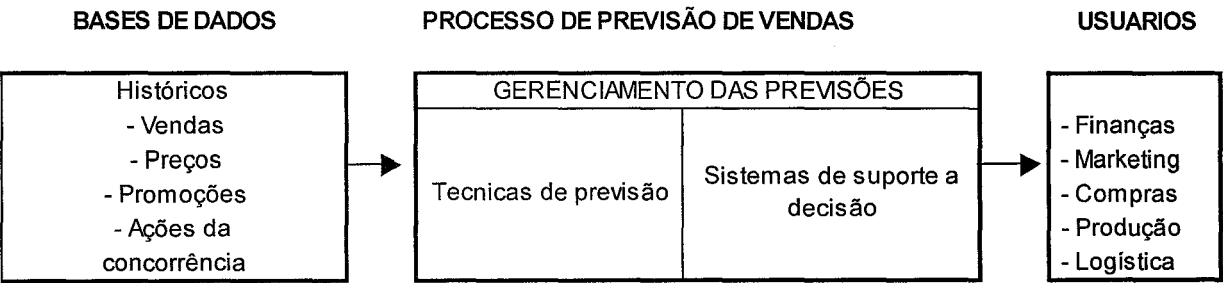 BASES DE DADOS
PROCESSO DE PREVISÃO DE VENDAS
USUARIOS
Históricos
- Vendas
- Preços
- Promoções
- Ações da
concorrência
GERENCIAMENTO DAS PREVISÕES
Tecnicas de previsão
Sistemas de suporte a
decisão
- Finanças
- Marketing
- Compras
- Produção
- Logística